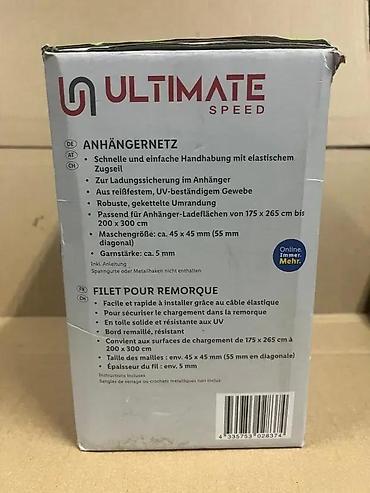 ULTIMATE
SPEED
DE
AT
CH
ANHÄNGERNETZ
• Schnelle und einfache Handhabung mit elastischem
Zugseil
• Zur Ladungssicherung im Anhänger
• Aus reißfestem, UV-beständigem Gewebe
• Robuste, gekettelte Umrandung
• Passend für Anhänger-Ladeflächen von 175 x 265 cm bis
200 x 300 cm
• Maschengröße: ca. 45 x 45 mm (55 mm
diagonal)
• Garnstärke: ca. 5 mm
Inkl. Anleitung
Spanngurte oder Metallhaken nicht enthalten
Online.
Immer.
Mehr.
FR
CH
FILET POUR REMORQUE
• Facile et rapide à installer grâce au câble élastique
• Pour sécuriser le chargement dans la remorque
• En toile solide et résistante aux UV
• Bord remaillé, résistant
• Convient aux surfaces de chargement de 175 x 265 cm à
200 x 300 cm
• Taille des mailles : env. 45 x 45 mm (55 mm en diagonale)
• Épaisseur du fil : env. 5 mm
Instructions incluses
Sangles de serrage ou crochets métalliques non inclus
4 335753 028374